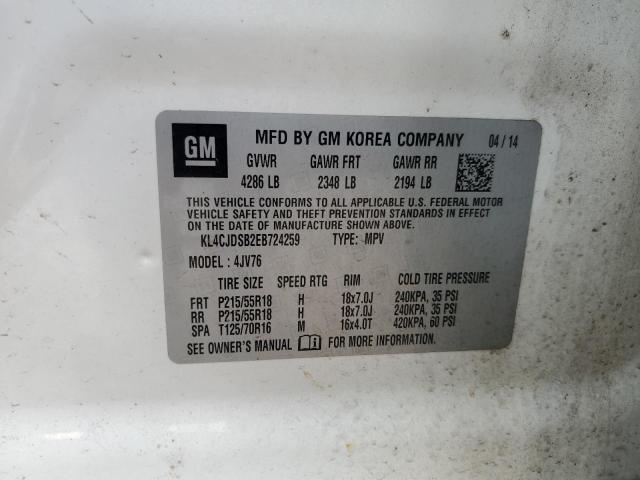 GM MFD BY GM KOREA COMPANY 04 / 14
GVWR GAWR FRT GAWR RR
4286 LB 2348 LB 2194 LB
THIS VEHICLE CONFORMS TO ALL APPLICABLE U.S. FEDERAL MOTOR
VEHICLE SAFETY AND THEFT PREVENTION STANDARDS IN EFFECT
ON THE DATE OF MANUFACTURE SHOWN ABOVE.
KL4CJDSB2EB724259 TYPE: MPV
MODEL : 4JV76
TIRE SIZE SPEED RTG RIM COLD TIRE PRESSURE
FRT P215/55R18 H 18x7.0J 240KPA, 35 PSI
RR P215/55R18 H 18x7.0J 240KPA, 35 PSI
SPA T125/70R16 M 16x4.0T 420KPA, 60 PSI
SEE OWNER'S MANUAL FOR MORE INFORMATION.